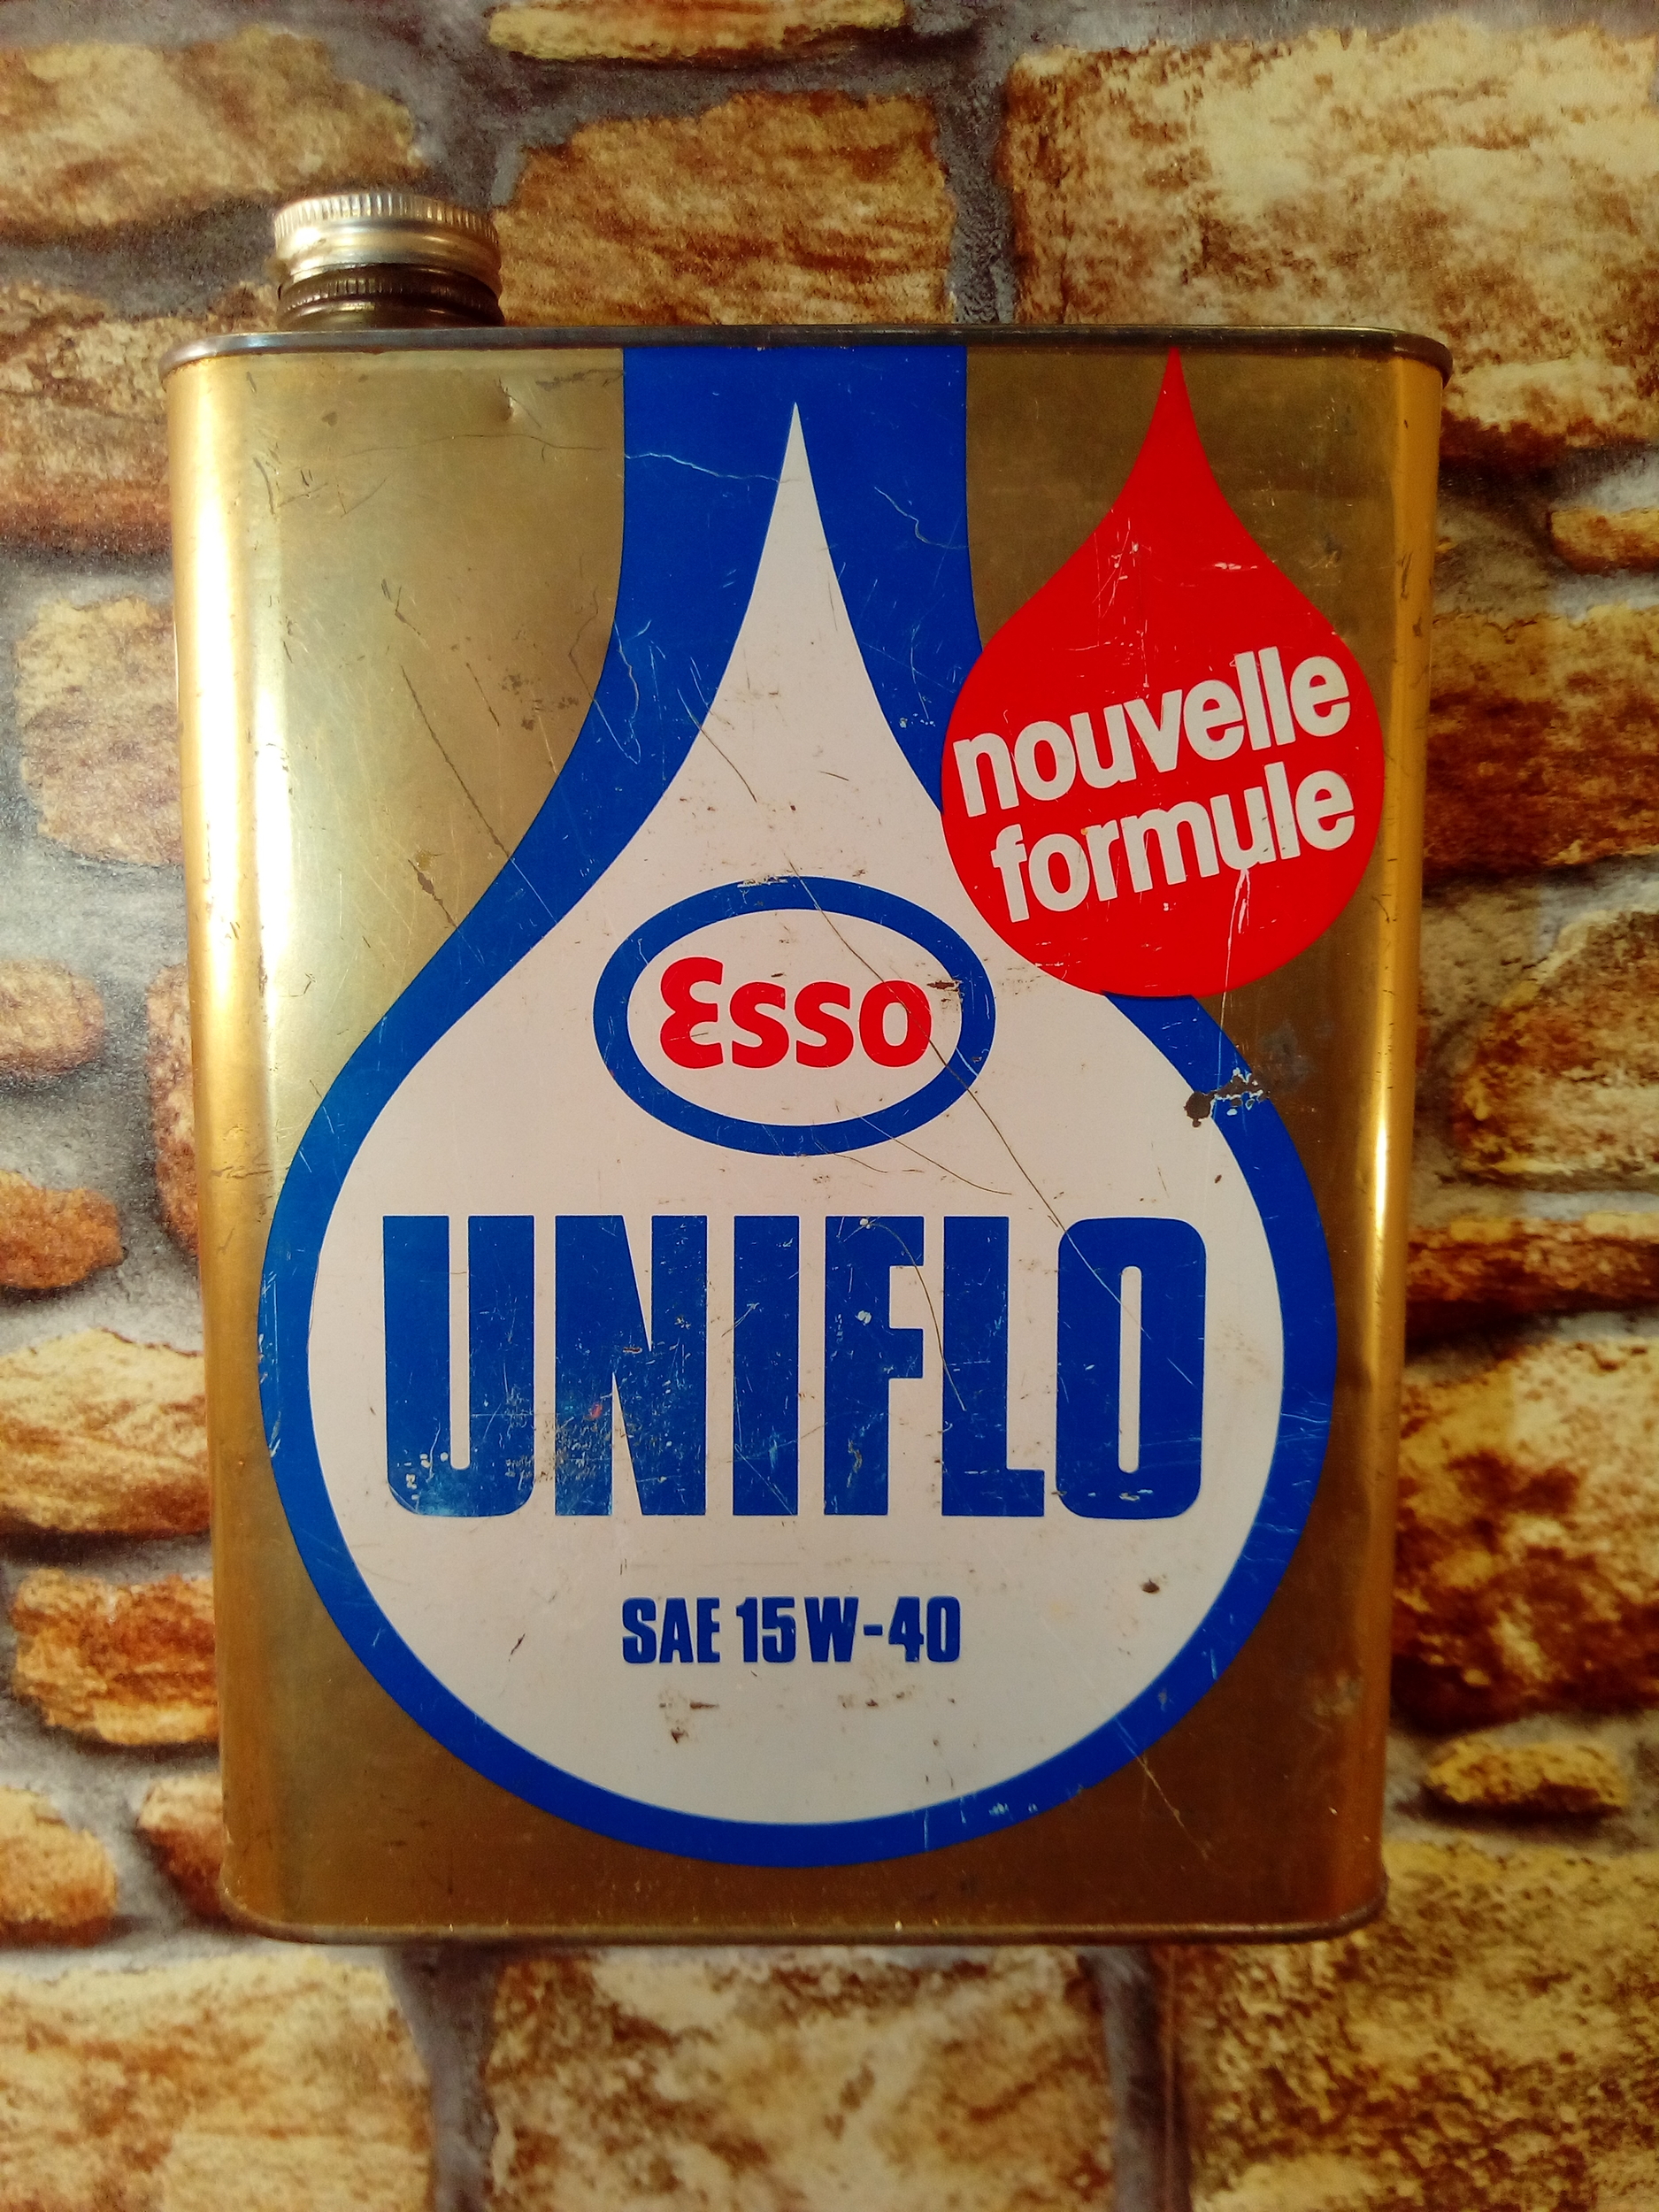 nouvelle
formule
Esso
UNIFLO
SAE 15W-40